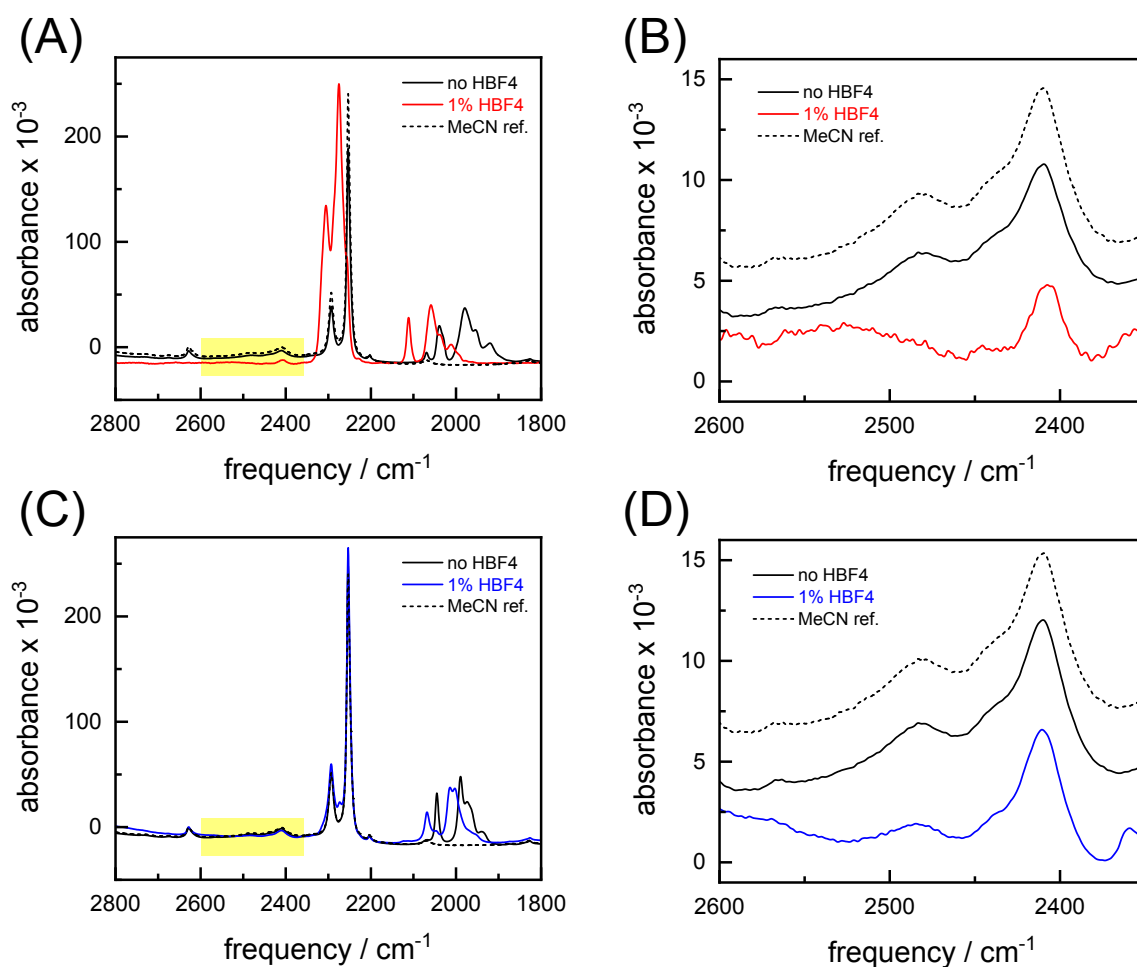 (A)
absorbance x 10-3
200
100
0
no HBF4
1% HBF4
MeCN ref.
2800 2600 2400 2200 2000 1800
frequency / cm-1
(B)
absorbance x 10-3
15
10
5
0
no HBF4
1% HBF4
MeCN ref.
2600 2500 2400
frequency / cm-1
(C)
absorbance x 10-3
200
100
0
no HBF4
1% HBF4
MeCN ref.
2800 2600 2400 2200 2000 1800
frequency / cm-1
(D)
absorbance x 10-3
15
10
5
0
no HBF4
1% HBF4
MeCN ref.
2600 2500 2400
frequency / cm-1